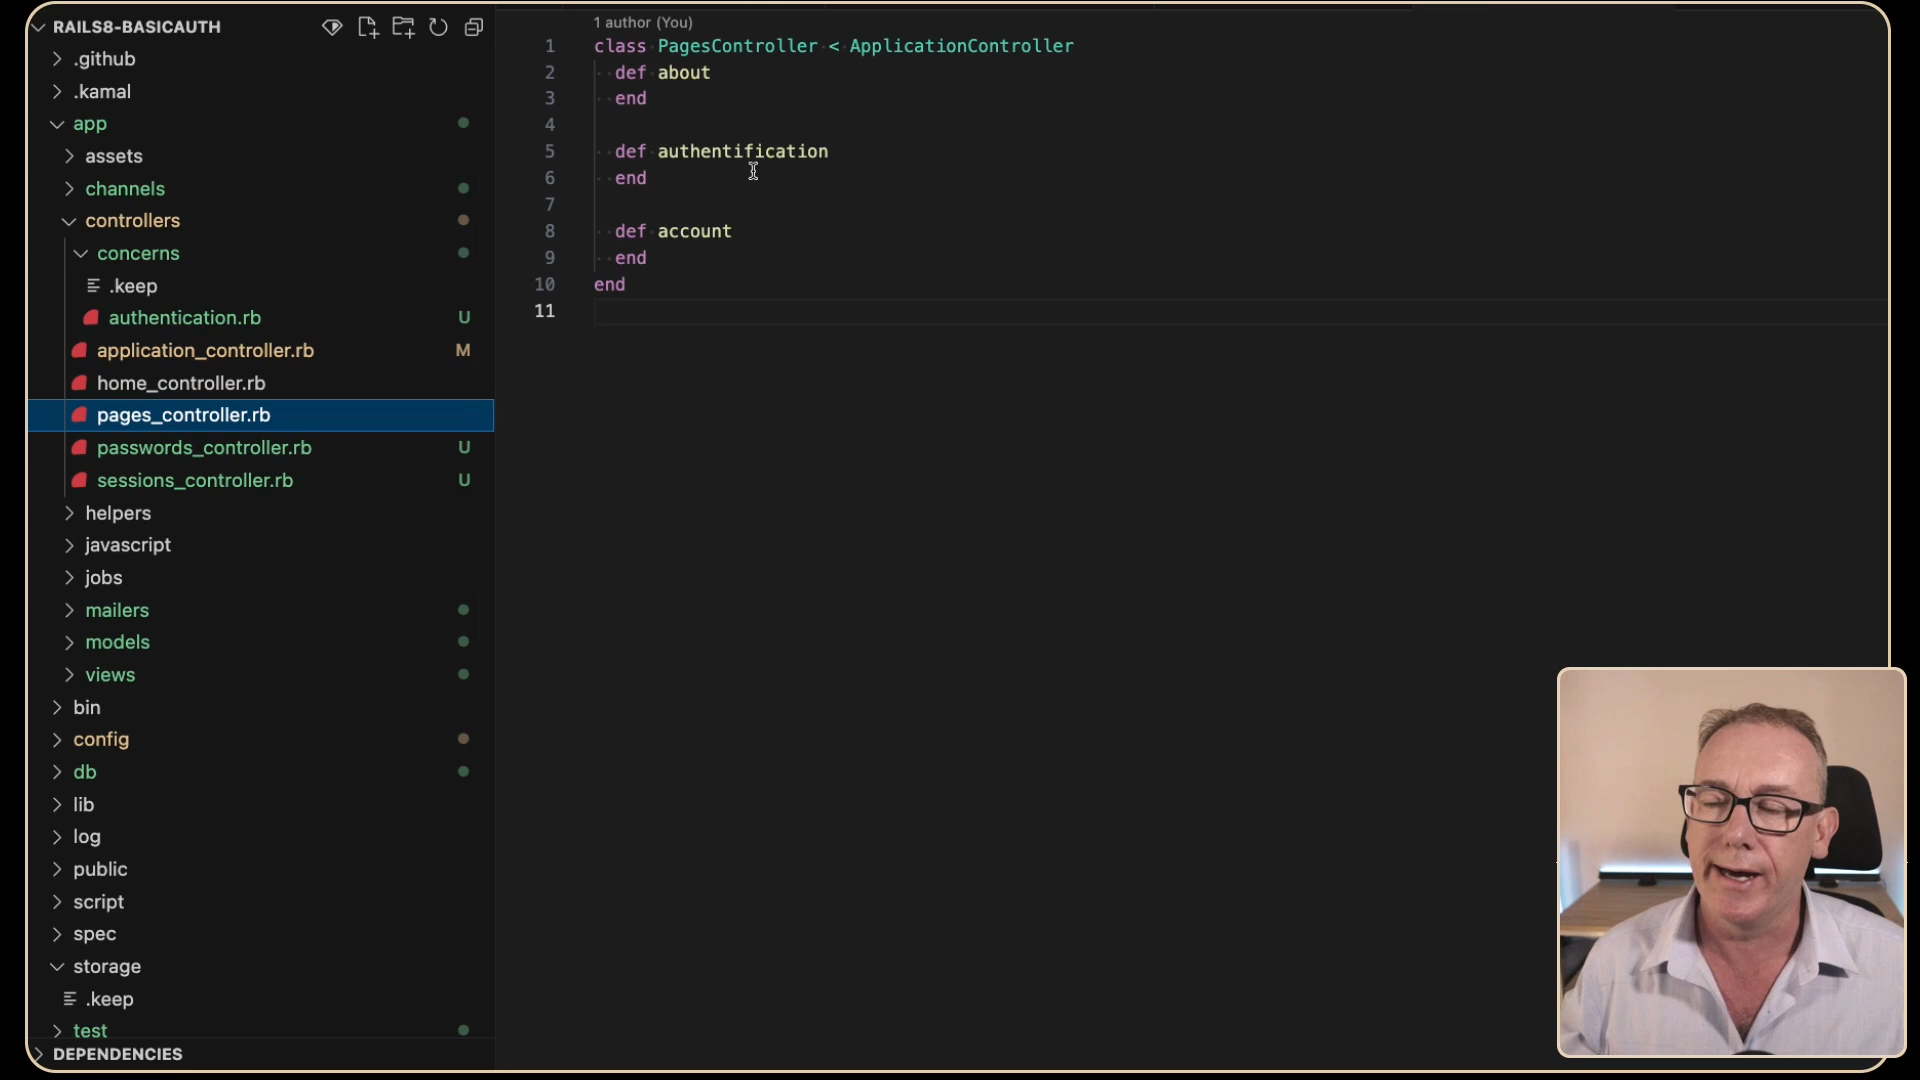 RAILS8-BASICAUTH
.github
.kamal
app
assets
channels
controllers
concerns
.keep
authentication.rb U
application_controller.rb M
home_controller.rb
pages_controller.rb
passwords_controller.rb U
sessions_controller.rb U
helpers
javascript
jobs
mailers
models
views
bin
config
db
lib
log
public
script
spec
storage
.keep
test
DEPENDENCIES
1 author (You)
1 class PagesController < ApplicationController
2 def about
3 end
4
5 def authentification
6 end
7
8 def account
9 end
10 end
11